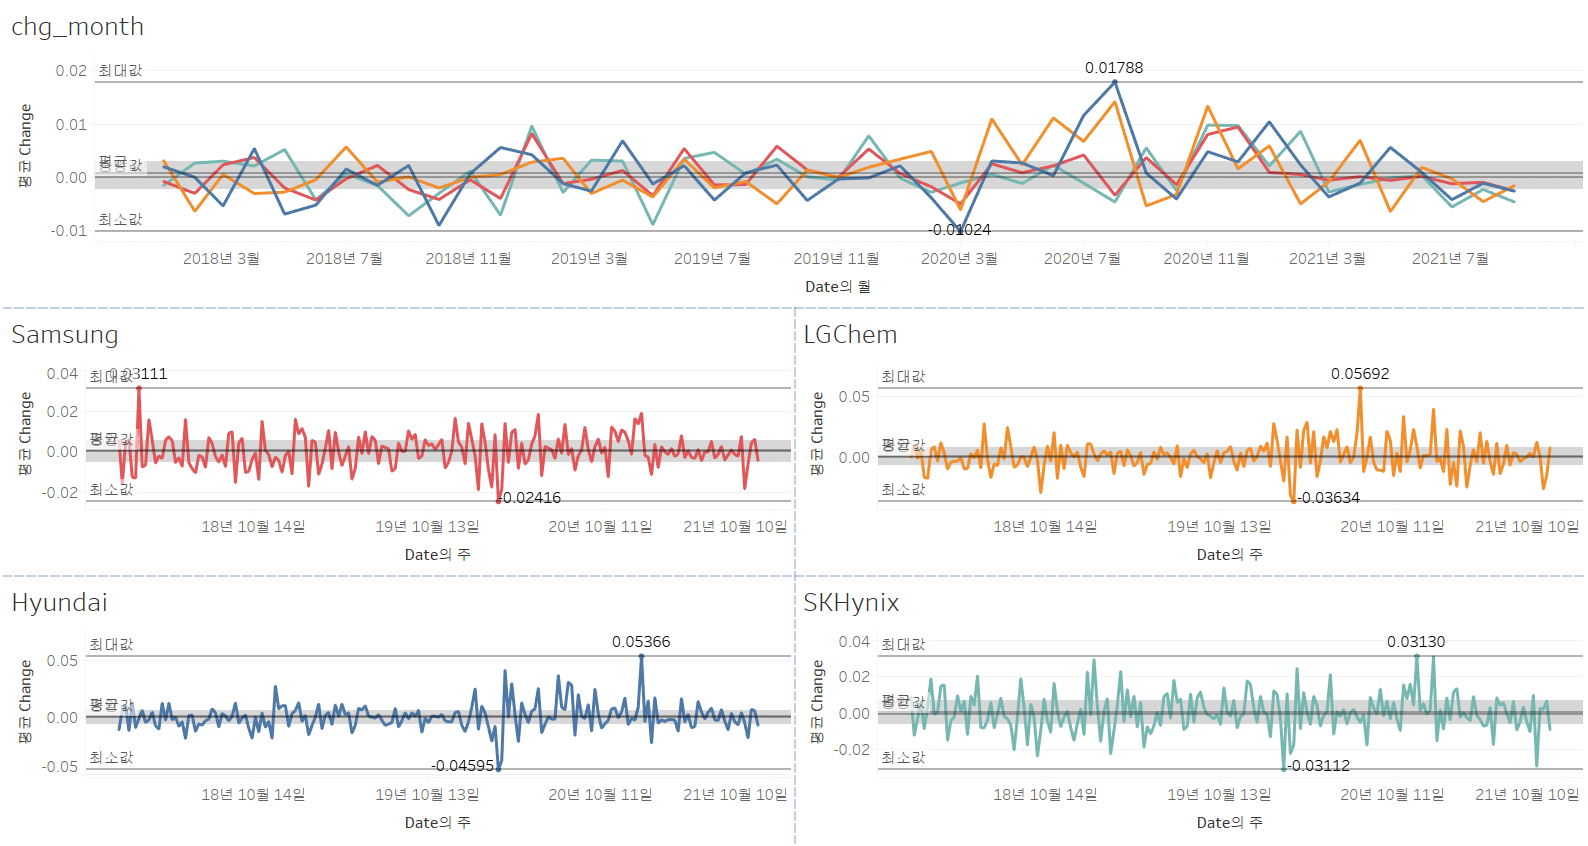 chg_month
평균 Change
0.02
0.01
0.00
-0.01
최대값
평균
최소값
0.01788
-0.01024
2018년 3월
2018년 7월
2018년 11월
2019년 3월
2019년 7월
2019년 11월
2020년 3월
2020년 7월
2020년 11월
2021년 3월
2021년 7월
Date의 월
Samsung
평균 Change
0.04
0.02
0.00
-0.02
최대값
평균
최소값
0.03111
-0.02416
18년 10월 14일
19년 10월 13일
20년 10월 11일
21년 10월 10일
Date의 주
LGChem
평균 Change
0.05
0.00
최대값
평균
최소값
0.05692
-0.03634
18년 10월 14일
19년 10월 13일
20년 10월 11일
21년 10월 10일
Date의 주
Hyundai
평균 Change
0.05
0.00
-0.05
최대값
평균
최소값
0.05366
-0.04595
18년 10월 14일
19년 10월 13일
20년 10월 11일
21년 10월 10일
Date의 주
SKHynix
평균 Change
0.04
0.02
0.00
-0.02
최대값
평균
최소값
0.03130
-0.03112
18년 10월 14일
19년 10월 13일
20년 10월 11일
21년 10월 10일
Date의 주